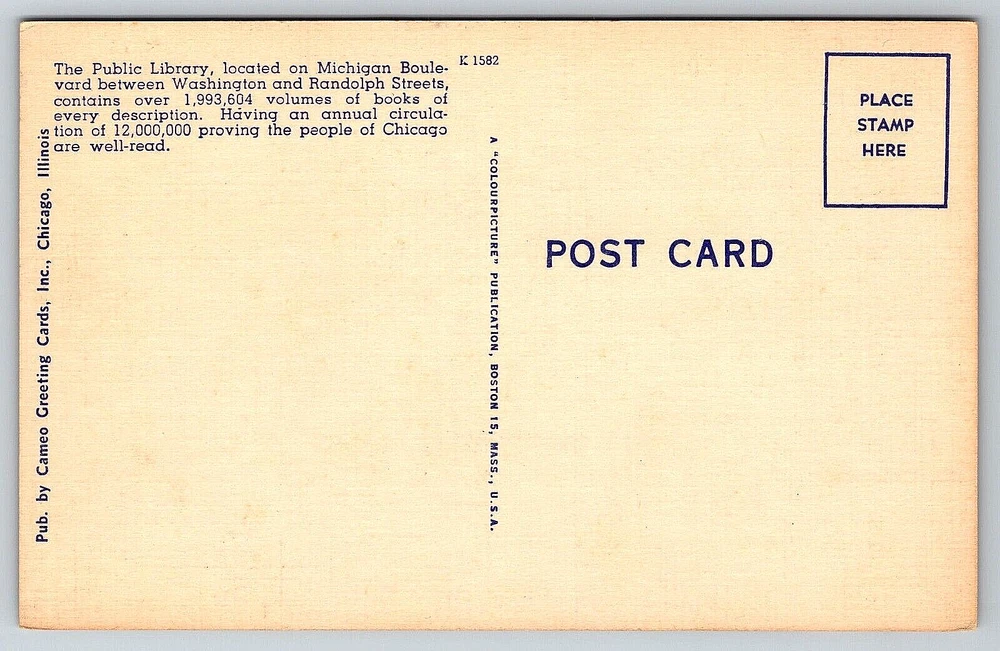 The Public Library, located on Michigan Boule-
vard between Washington and Randolph Streets,
contains over 1,993,604 volumes of books of
every description. Having an annual circula-
tion of 12,000,000 proving the people of Chicago
are well-read.
K 1582
Pub. by Cameo Greeting Cards, Inc., Chicago, Illinois
A "COLOURPICTURE" PUBLICATION, BOSTON 15, MASS., U.S.A.
PLACE
STAMP
HERE
POST CARD